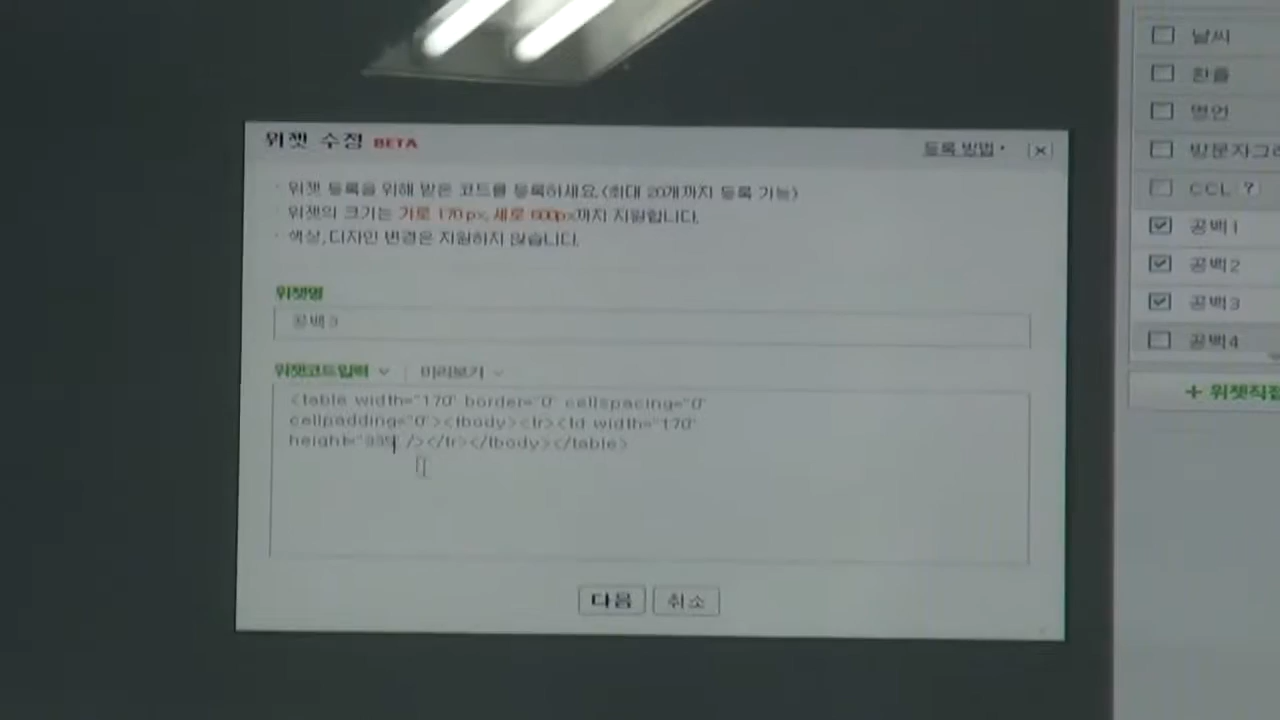 위젯 수정 BETA
등록 방법
위젯 등록을 위해 받은 코드를 등록하세요.(최대 20개까지 등록 가능)
위젯의 크기는 가로 170px, 세로 600px까지 지원합니다.
색상, 디자인 변경은 지원하지 않습니다.
위젯명
공백3
위젯코드입력
미리보기
<table width="170" border="0" cellspacing="0"
cellpadding="0"><tbody><tr><td width="170"
/></tr></tbody></table>
다음
취소
날씨
환율
명언
방문자그래
CCL ?
공백1
공백2
공백3
공백4
+ 위젯직접